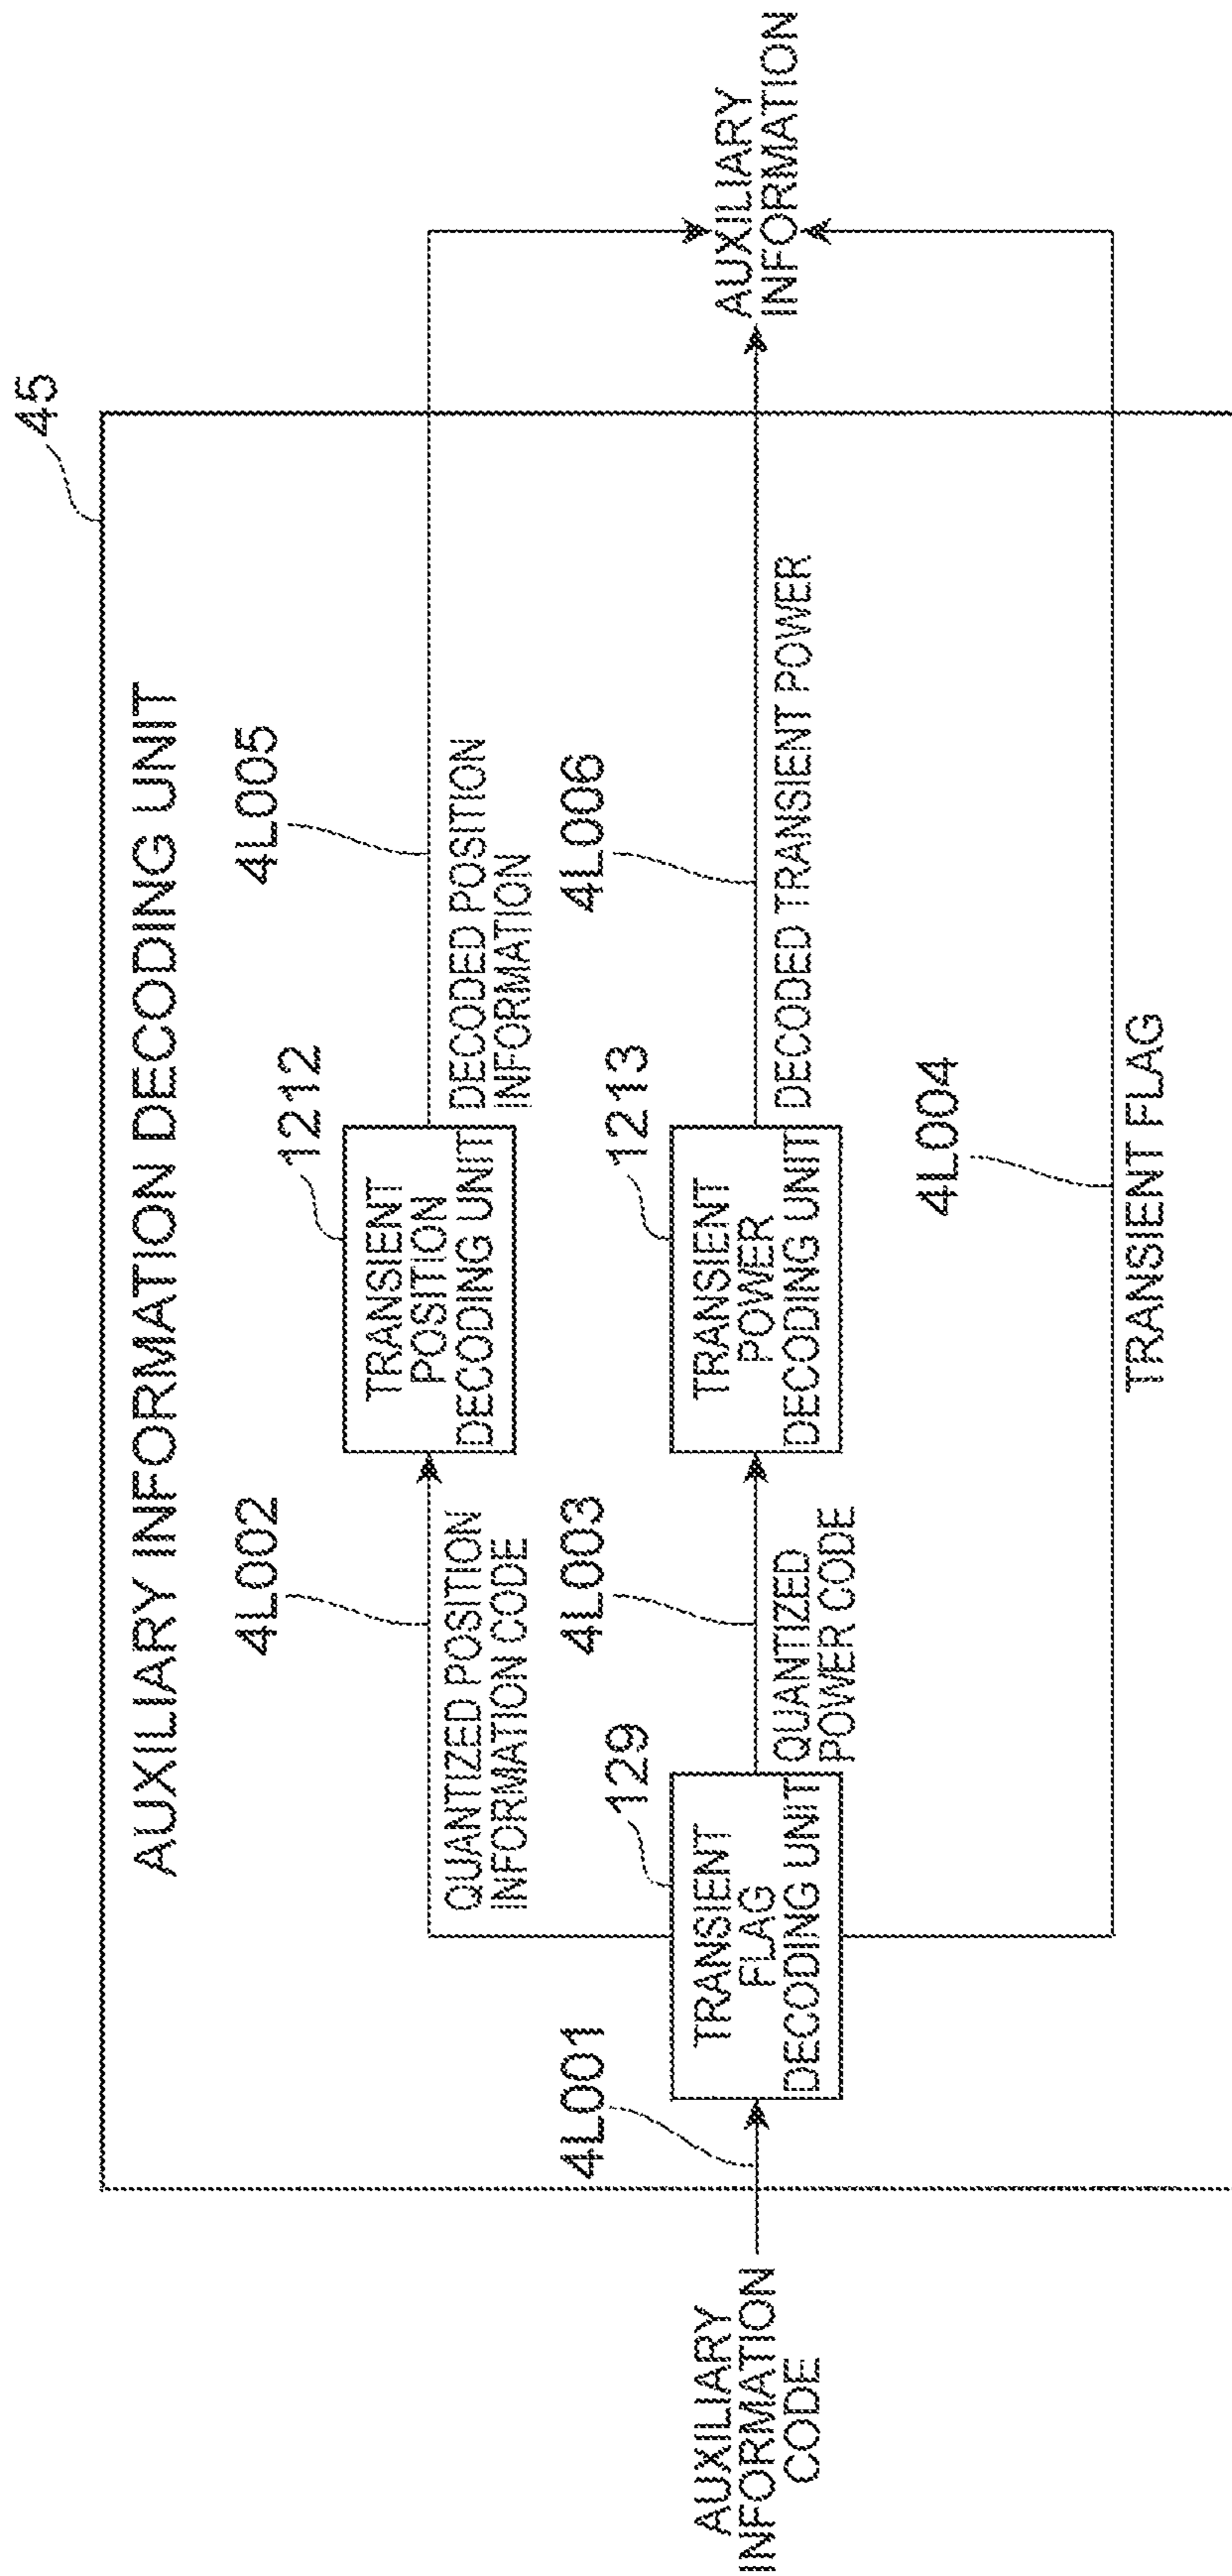 45
AUXILIARY INFORMATION DECODING UNIT
4L002
4L005
1212
TRANSIENT
POSITION
DECODING UNIT
QUANTIZED POSITION
INFORMATION CODE
DECODED POSITION
INFORMATION
4L001
129
4L003
1213
4L006
AUXILIARY
INFORMATION
CODE
TRANSIENT
FLAG
DECODING UNIT
QUANTIZED
POWER CODE
TRANSIENT
POWER
DECODING UNIT
DECODED TRANSIENT POWER
AUXILIARY
INFORMATION
4L004
TRANSIENT FLAG